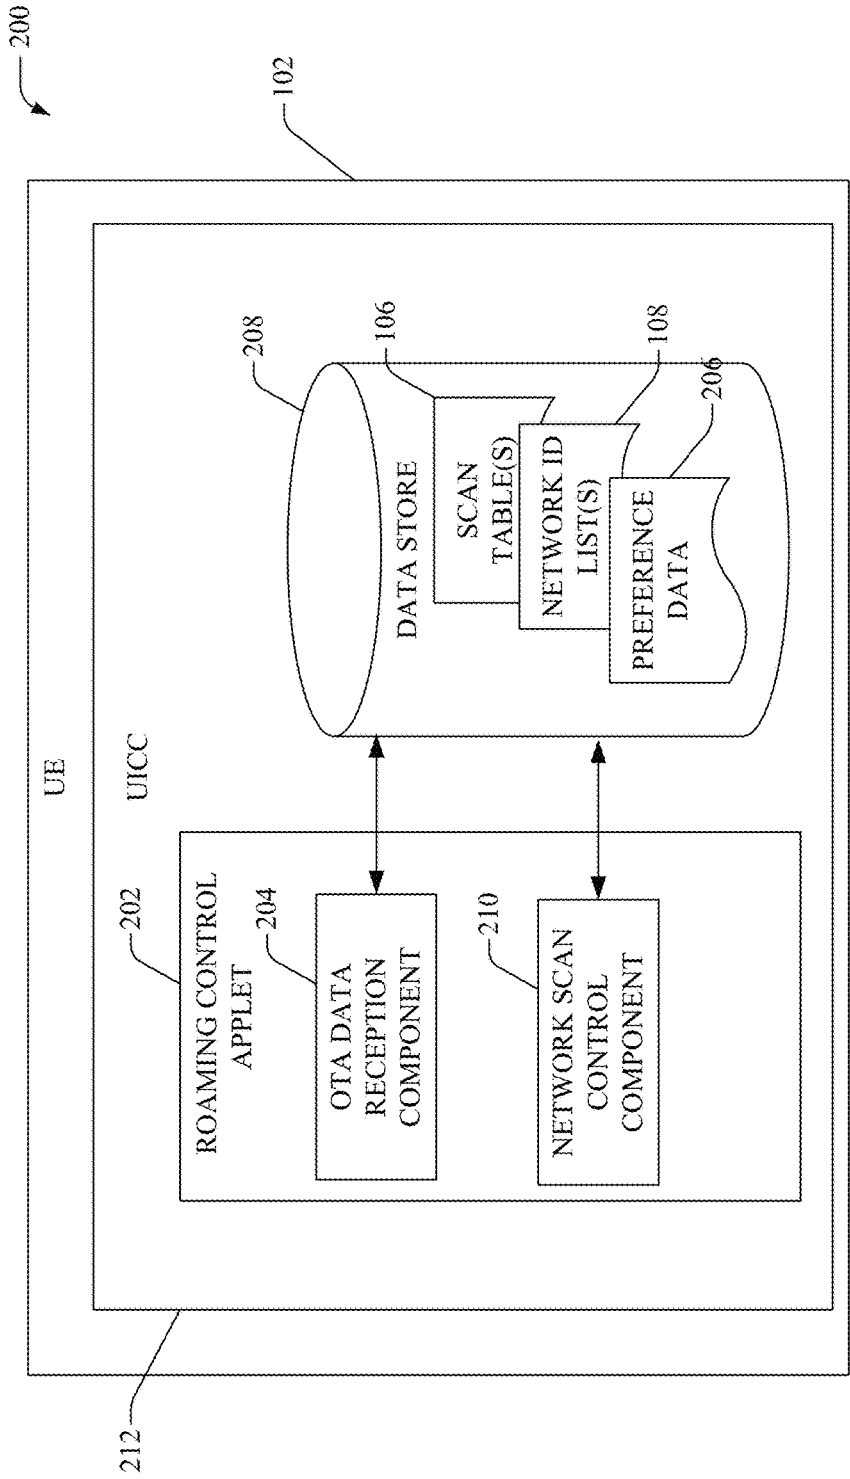 200
102
UE
UICC
212
202
ROAMING CONTROL
APPLET
204
OTA DATA
RECEPTION
COMPONENT
210
NETWORK SCAN
CONTROL
COMPONENT
208
DATA STORE
106
SCAN
TABLE(S)
108
NETWORK ID
LIST(S)
206
PREFERENCE
DATA